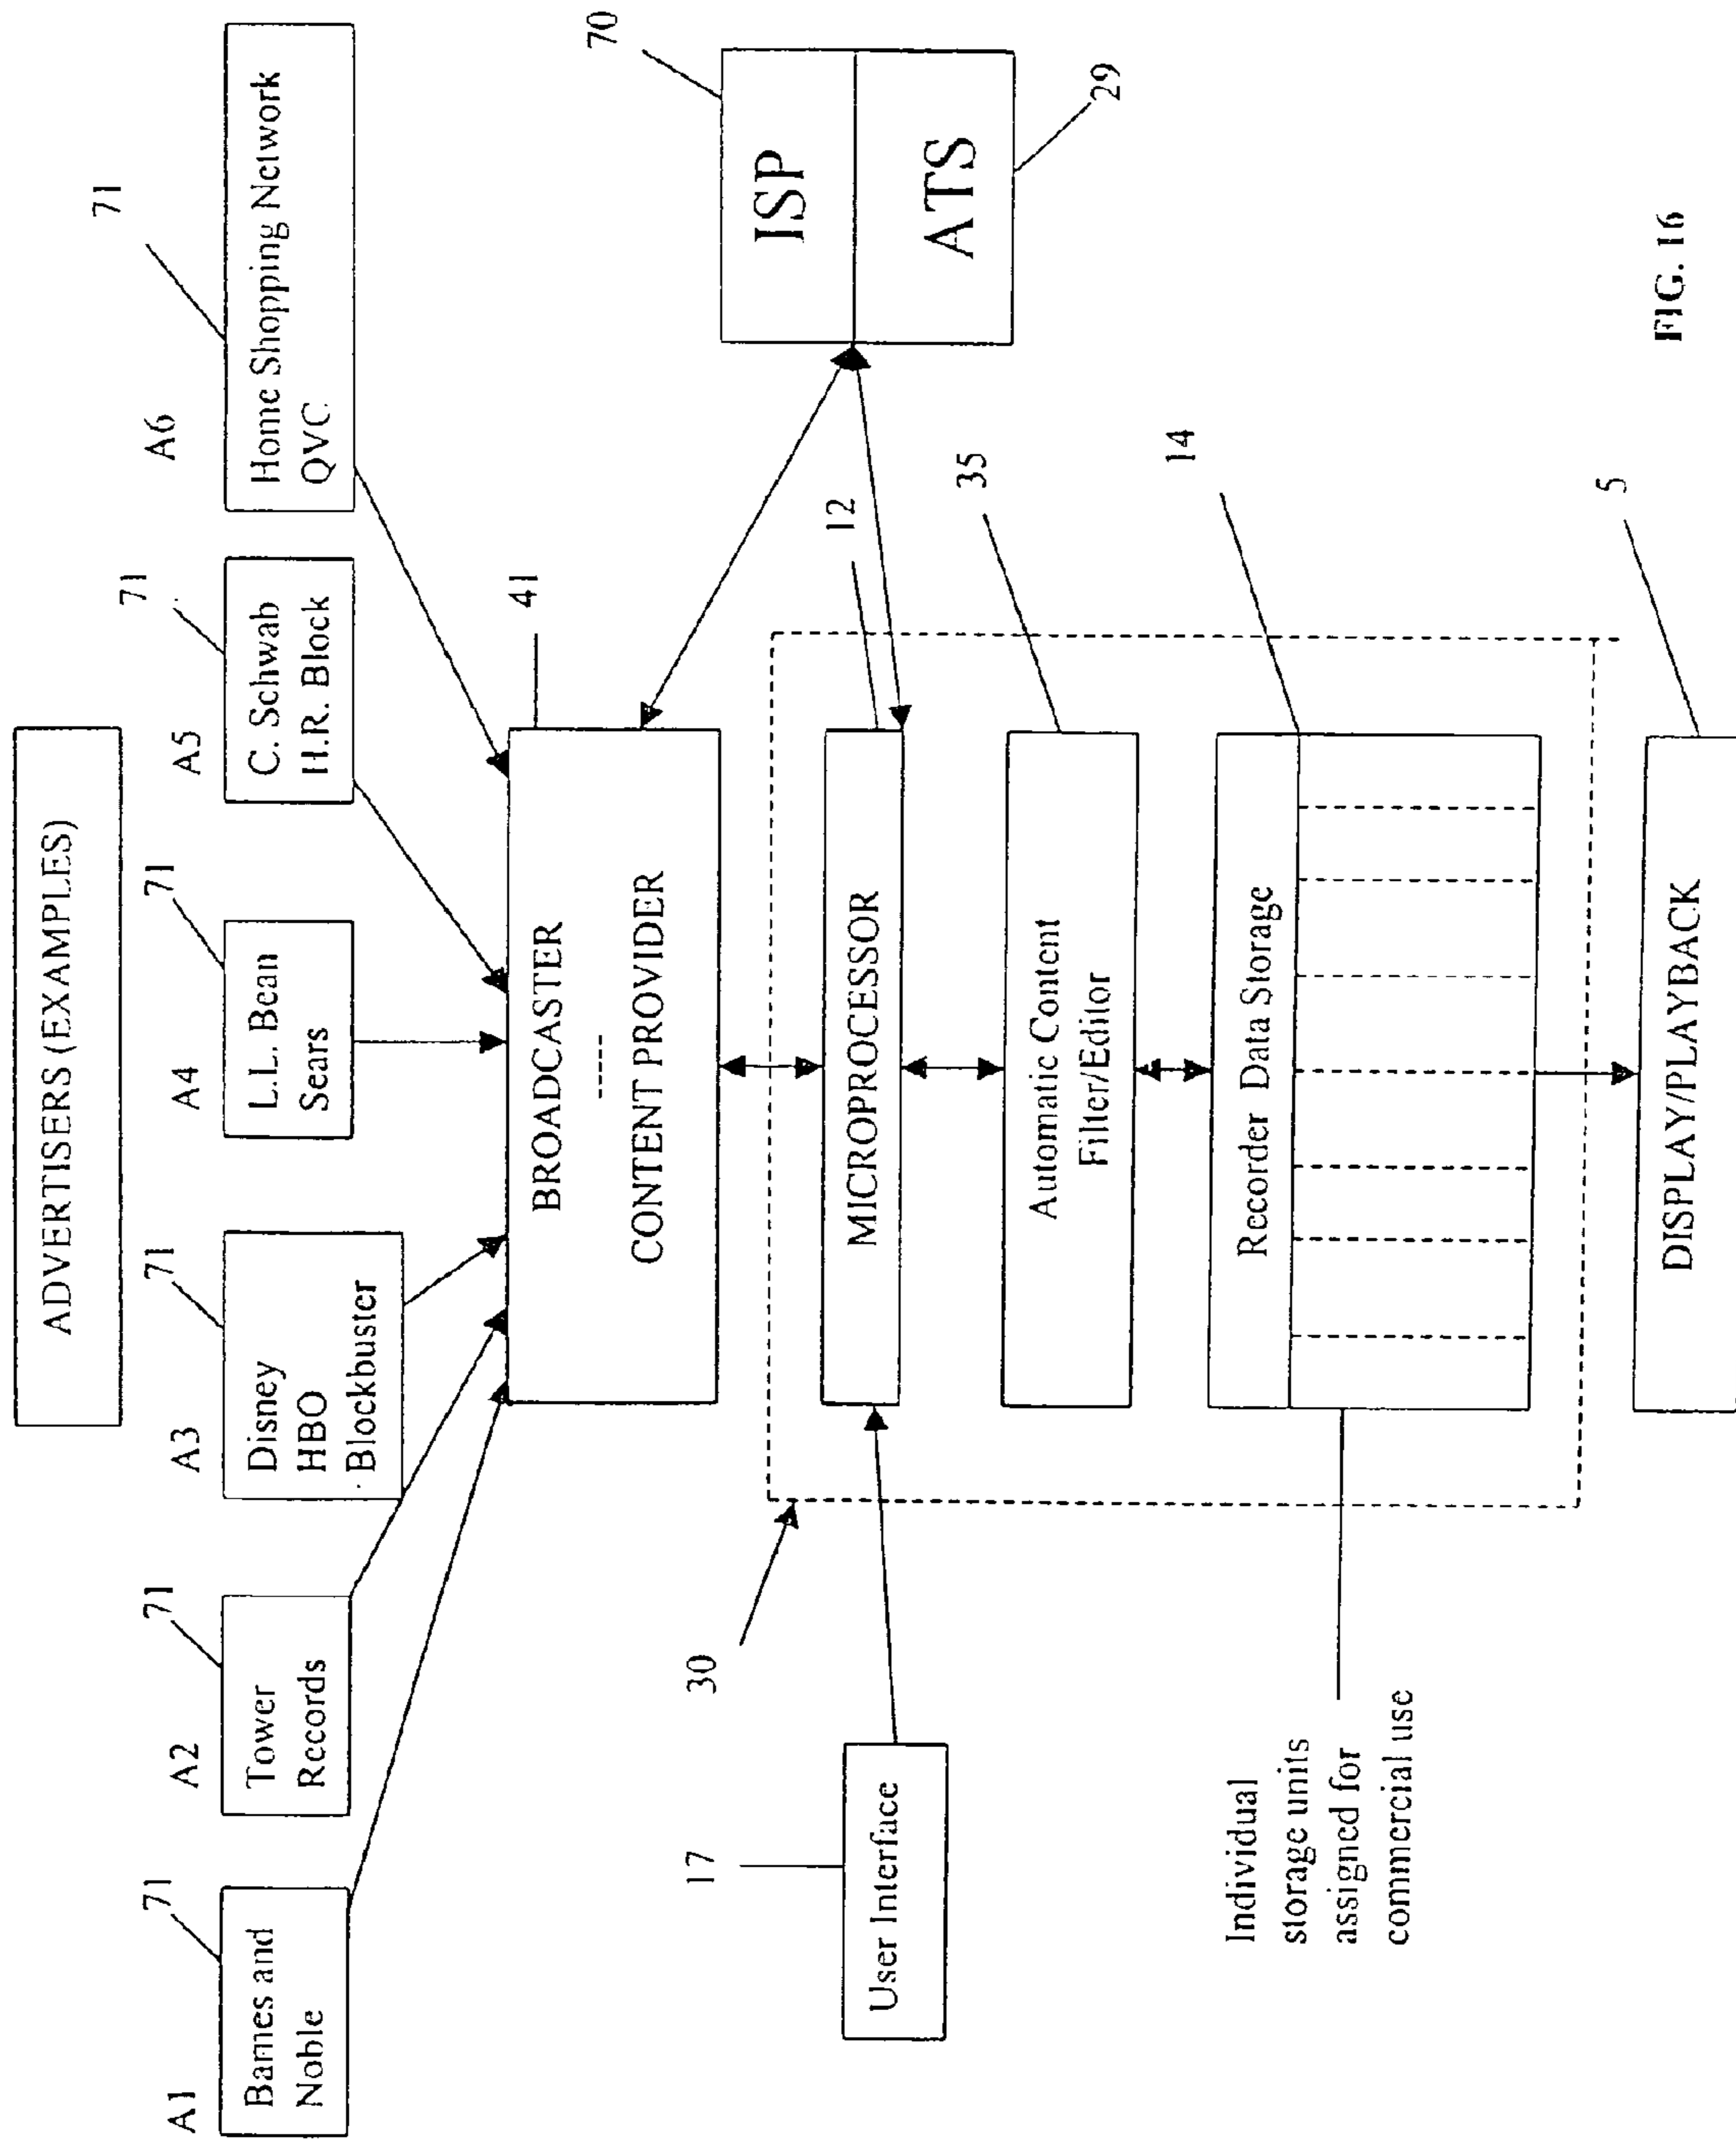 ADVERTISERS (EXAMPLES)
A1
71
Barnes and
Noble
A2
71
Tower
Records
A3
71
Disney
HBO
Blockbuster
A4
71
L.L. Bean
Sears
A5
71
C. Schwab
H.R. Block
A6
71
Home Shopping Network
QVC
41
BROADCASTER
CONTENT PROVIDER
70
ISP
ATS
29
30
12
MICROPROCESSOR
17
User Interface
35
Automatic Content
Filter/Editor
14
Recorder Data Storage
Individual
storage units
assigned for
commercial use
5
DISPLAY/PLAYBACK
FIG. 16